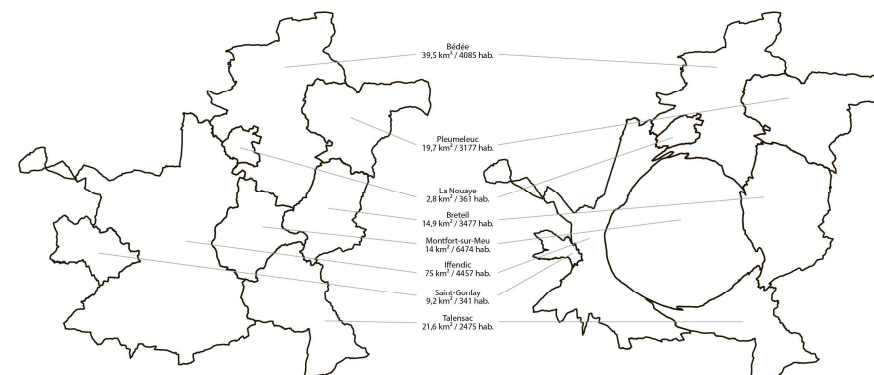 Bédée
39,5 km² / 4085 hab.
Pleumeleuc
19,7 km² / 3177 hab.
La Nouaye
2,8 km² / 361 hab.
Breteil
14,9 km² / 3477 hab.
Montfort-sur-Meu
14 km² / 6474 hab.
Iffendic
75 km² / 4457 hab.
Saint-Gonlay
9,2 km² / 341 hab.
Talensac
21,6 km² / 2475 hab.